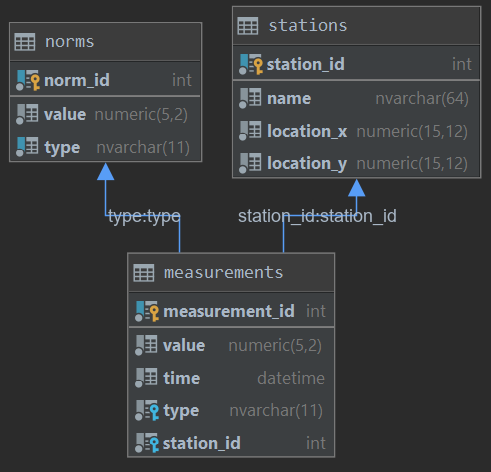 norms
norm_id int
value numeric(5,2)
type nvarchar(11)
stations
station_id int
name nvarchar(64)
location_x numeric(15,12)
location_y numeric(15,12)
type:type
station_id:station_id
measurements
measurement_id int
value numeric(5,2)
time datetime
type nvarchar(11)
station_id int